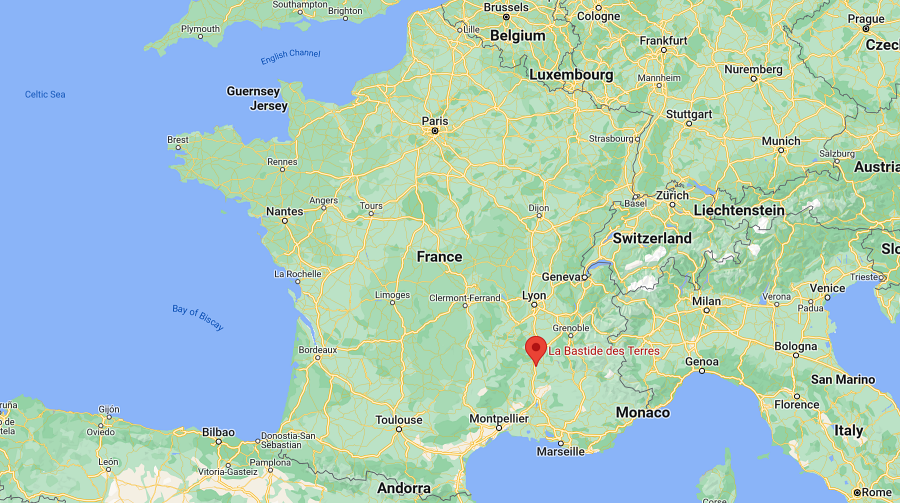 Southampton
Brighton
Plymouth
Brussels
Cologne
Prague
Lille
Belgium
Frankfurt
Czec
English Channel
Luxembourg
Mannheim
Nuremberg
Celtic Sea
Guernsey
Jersey
Stuttgart
Paris
Strasbourg
Brest
Munich
Rennes
Salzburg
Austria
Angers
Tours
Basel
Zürich
Nantes
Dijon
Liechtenstein
Switzerland
France
Slo
La Rochelle
Geneva
Trieste
Limoges
Clermont-Ferrand
Lyon
Milan
Verona
Venice
Padua
Bay of Biscay
Grenoble
Bordeaux
La Bastide des Terres
Bologna
Genoa
San Marino
Gijón
Florence
Monaco
Toulouse
Montpellier
Oviedo
Bilbao
Donostia-San
Sebastian
Marseille
Italy
León
Vitoria-Gasteiz
Pamplona
Andorra
Rome
Corse